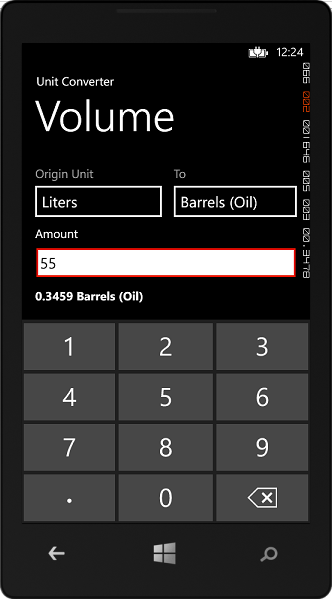 12:24
Unit Converter
Volume
Origin Unit To
Liters Barrels (Oil)
Amount
55
0.3459 Barrels (Oil)
1 2 3
4 5 6
7 8 9
. 0